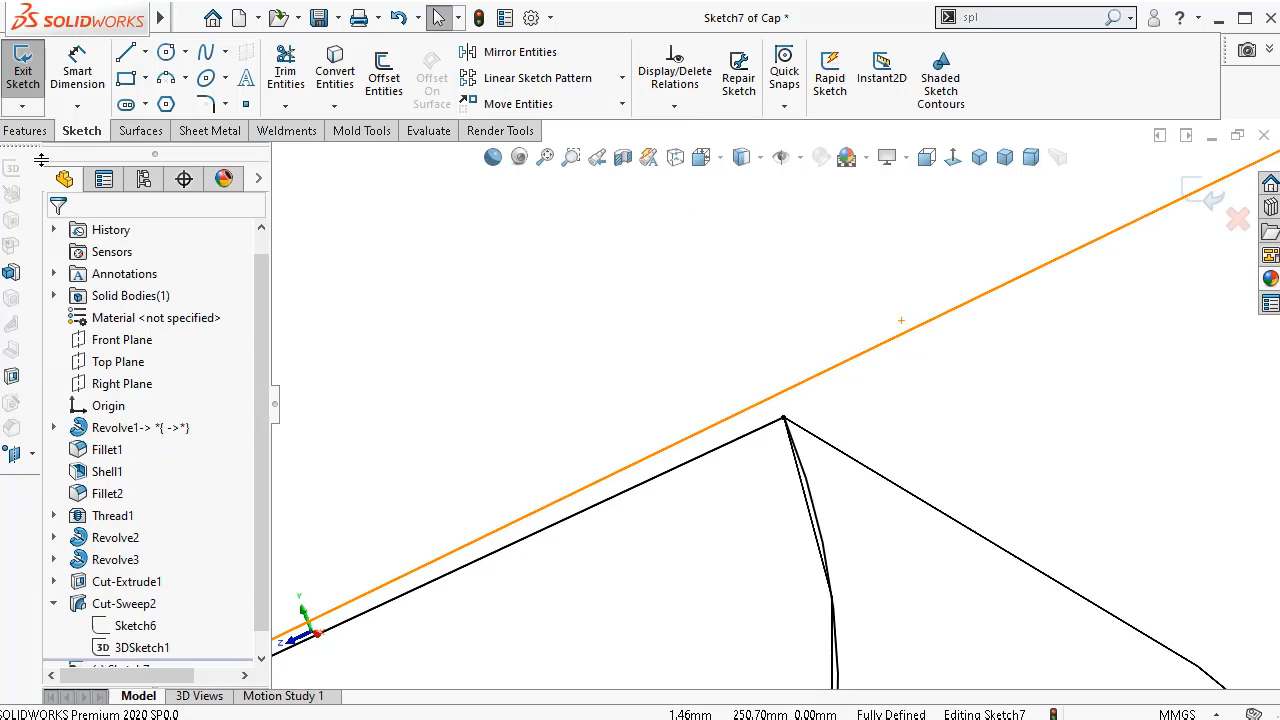 SOLIDWORKS
Sketch7 of Cap *
spl
Exit Sketch
Smart Dimension
Trim Entities
Convert Entities
Offset Entities
Offset On Surface
Mirror Entities
Linear Sketch Pattern
Move Entities
Display/Delete Relations
Repair Sketch
Quick Snaps
Rapid Sketch
Instant2D
Shaded Sketch Contours
Features
Sketch
Surfaces
Sheet Metal
Weldments
Mold Tools
Evaluate
Render Tools
3D
History
Sensors
Annotations
Solid Bodies(1)
Material <not specified>
Front Plane
Top Plane
Right Plane
Origin
Revolve1-> *{ ->*}
Fillet1
Shell1
Fillet2
Thread1
Revolve2
Revolve3
Cut-Extrude1
Cut-Sweep2
Sketch6
3D 3DSketch1
Y
Z
Model
3D Views
Motion Study 1
SOLIDWORKS Premium 2020 SP0.0
1.46mm
250.70mm
0.00mm
Fully Defined
Editing Sketch7
MMGS